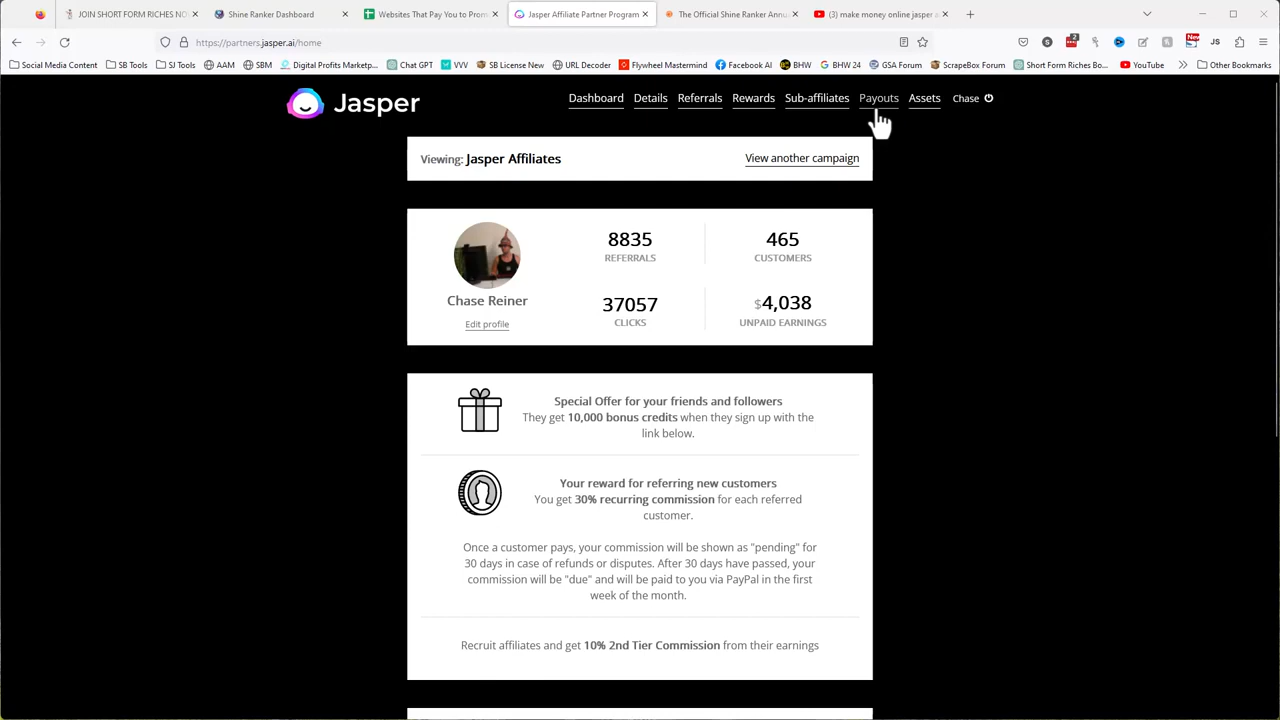 JOIN SHORT FORM RICHES NO
Shine Ranker Dashboard
Websites That Pay You to Prom
Jasper Affiliate Partner Program
The Official Shine Ranker Annu
(3) make money online jasper a
https://partners.jasper.ai/home
2
New
JS
Social Media Content
SB Tools
SJ Tools
AAM
SBM
Digital Profits Marketp...
Chat GPT
VVV
SB License New
URL Decoder
Flywheel Mastermind
Facebook AI
BHW
BHW 24
GSA Forum
ScrapeBox Forum
Short Form Riches Bo...
YouTube
Other Bookmarks
Jasper
Dashboard
Details
Referrals
Rewards
Sub-affiliates
Payouts
Assets
Chase
Viewing: Jasper Affiliates
View another campaign
8835
REFERRALS
465
CUSTOMERS
Chase Reiner
Edit profile
37057
CLICKS
$4,038
UNPAID EARNINGS
Special Offer for your friends and followers
They get 10,000 bonus credits when they sign up with the
link below.
Your reward for referring new customers
You get 30% recurring commission for each referred
customer.
Once a customer pays, your commission will be shown as "pending" for
30 days in case of refunds or disputes. After 30 days have passed, your
commission will be "due" and will be paid to you via PayPal in the first
week of the month.
Recruit affiliates and get 10% 2nd Tier Commission from their earnings